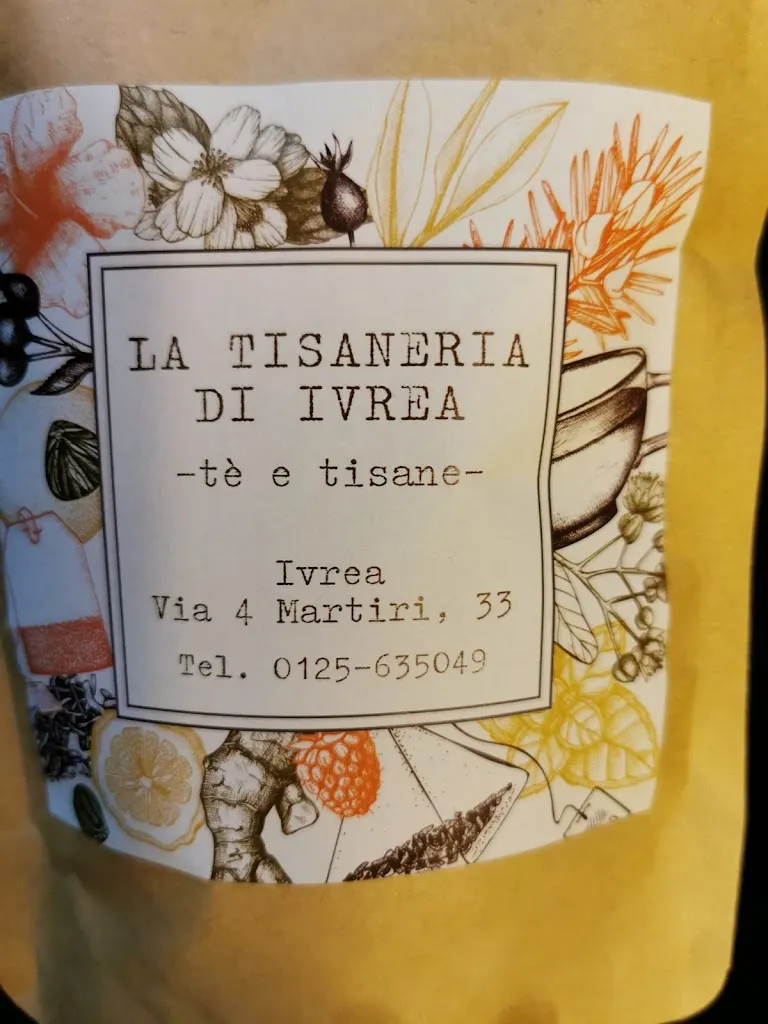 LA TISANERIA
DI IVREA
-tè e tisane-
Ivrea
Via 4 Martiri, 33
Tel. 0125-635049